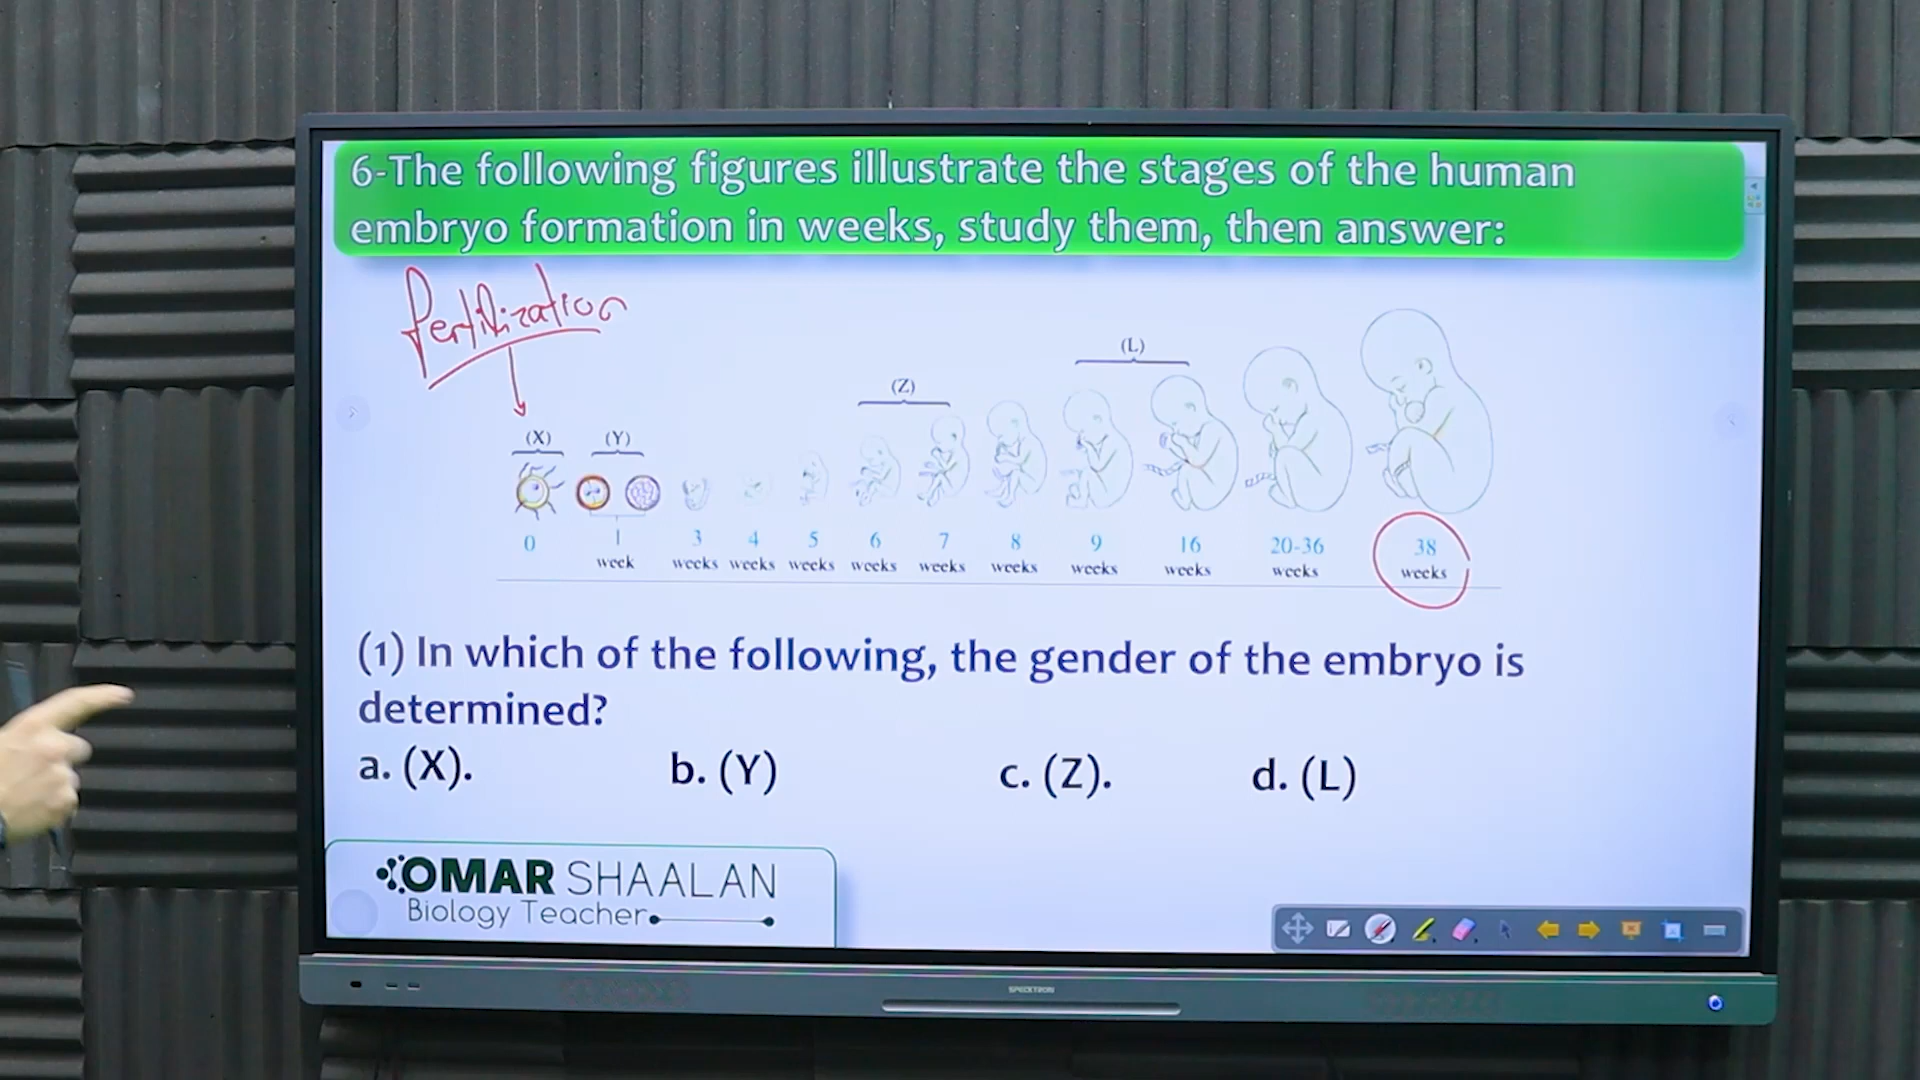 6-The following figures illustrate the stages of the human
embryo formation in weeks, study them, then answer:
fertilization
(X) (Y) (Z) (L)
0 1 3 4 5 6 7 8 9 16 20-36 38
week weeks weeks weeks weeks weeks weeks weeks weeks weeks weeks
(1) In which of the following, the gender of the embryo is
determined?
a. (X). b. (Y) c. (Z). d. (L)
OMAR SHAALAN
Biology Teacher
SPECKTRON